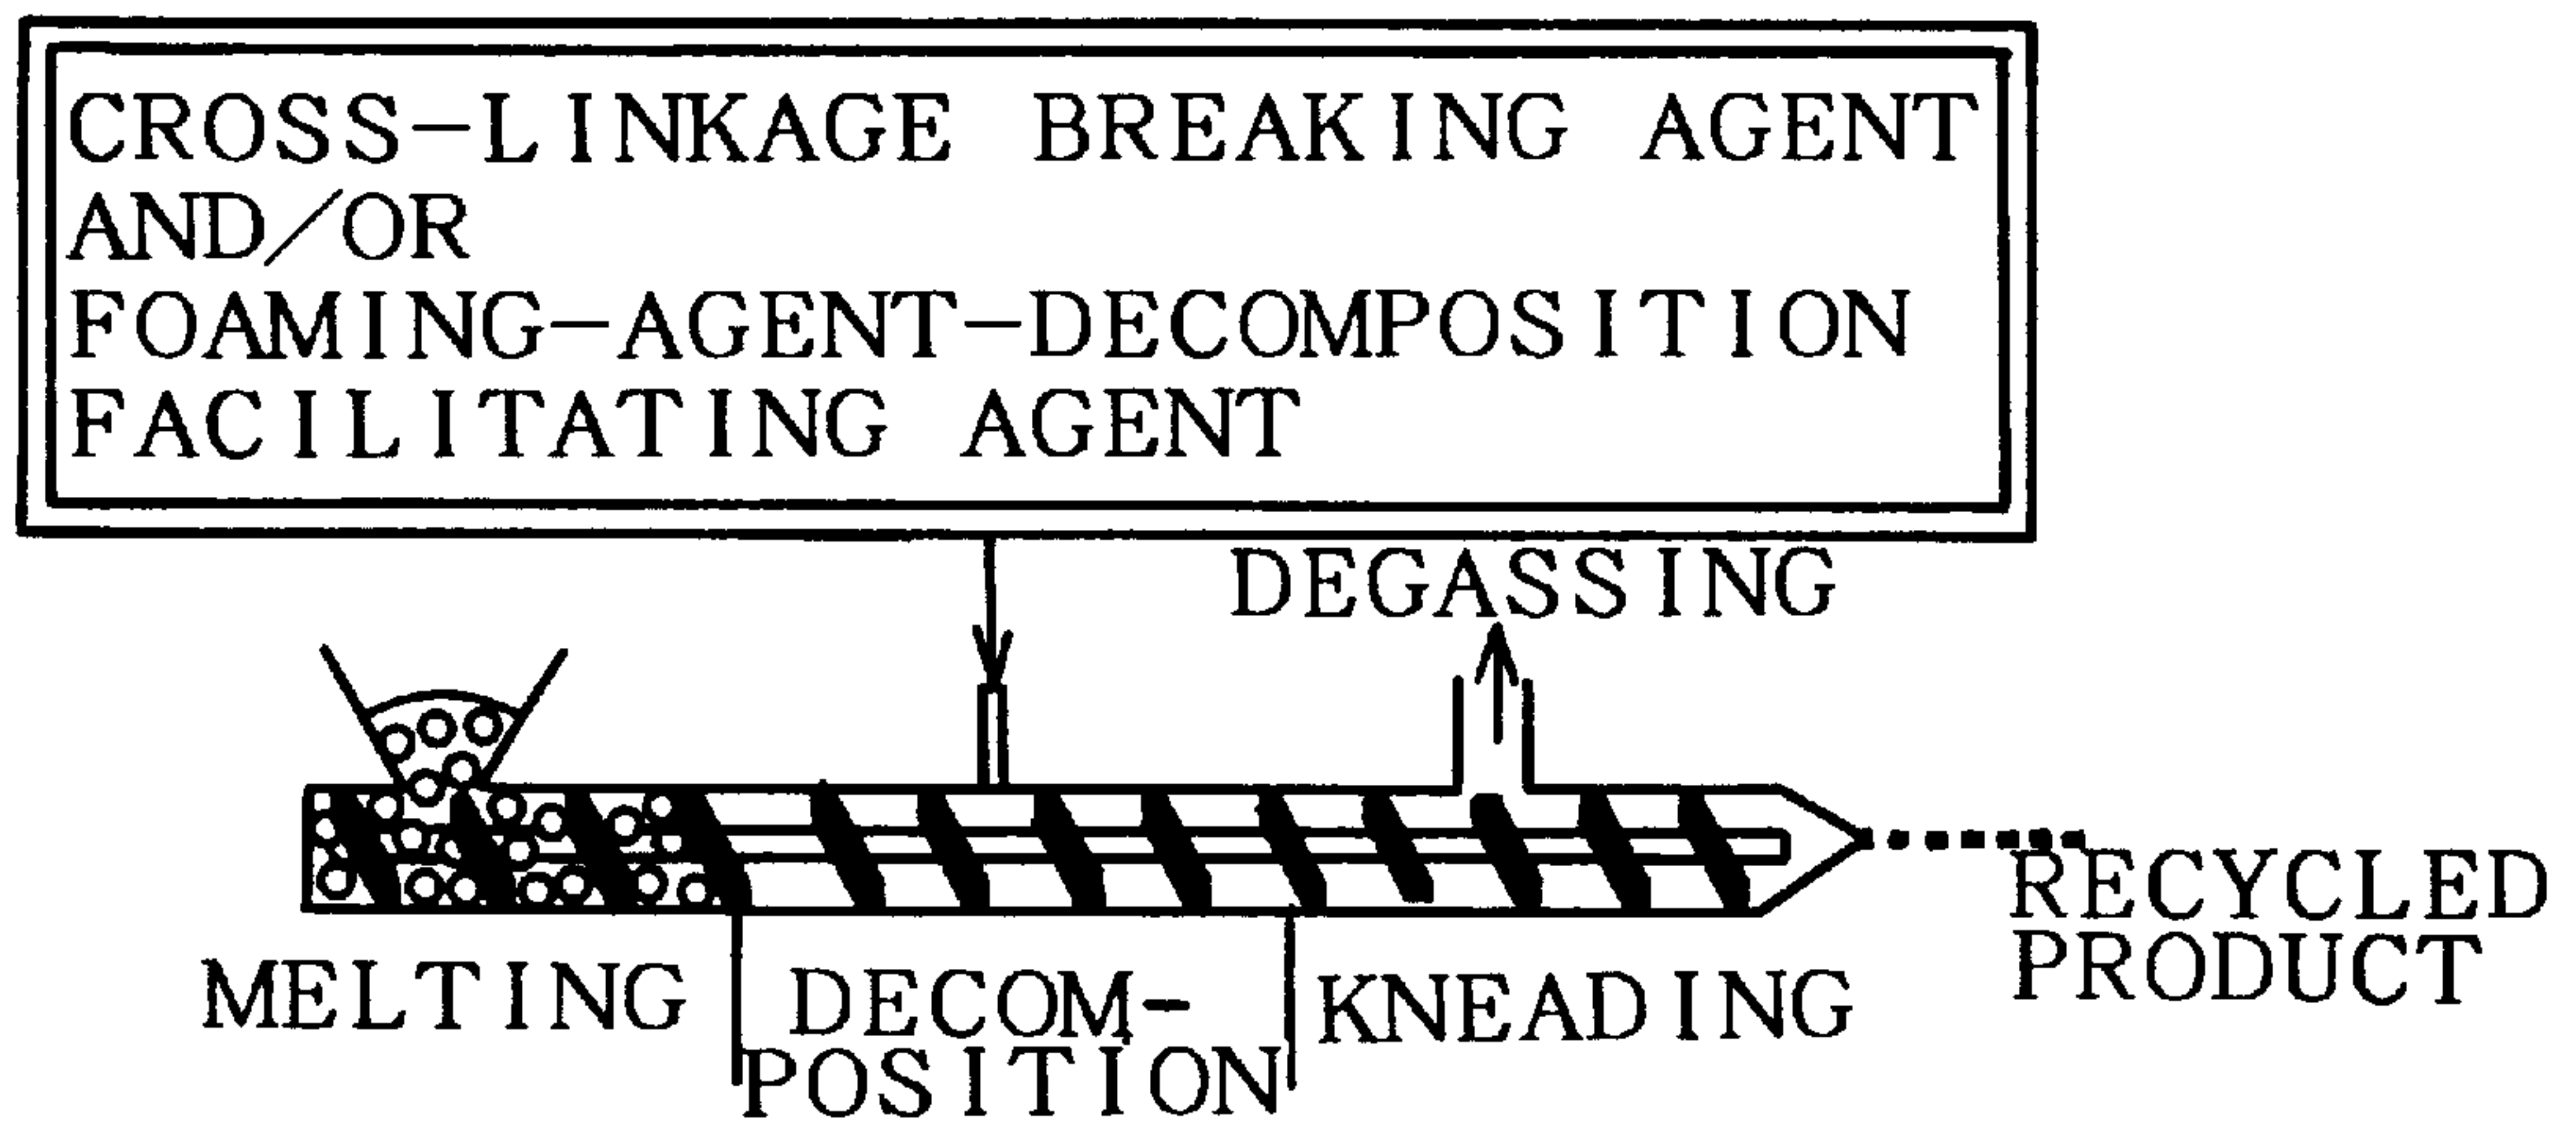 CROSS-LINKAGE BREAKING AGENT
AND/OR
FOAMING-AGENT-DECOMPOSITION
FACILITATING AGENT
DEGASSING
MELTING
DECOM-
POSITION
KNEADING
RECYCLED
PRODUCT